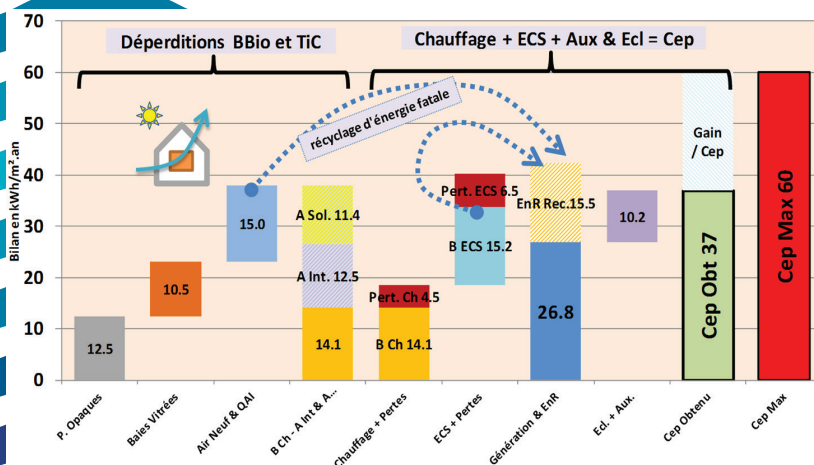 Déperditions BBio et TiC
Chauffage + ECS + Aux & Ecl = Cep
Bilan en kWh/m².an
70
60
50
40
30
20
10
0
récyclage d'énergie fatale
12.5
10.5
15.0
A Sol. 11.4
A Int. 12.5
14.1
Pert. Ch 4.5
B Ch 14.1
Pert. ECS 6.5
B ECS 15.2
EnR Rec.15.5
26.8
10.2
Gain
/ Cep
Cep Obt 37
Cep Max 60
P. Opaques
Baies Vitrées
Air Neuf & QAI
B Ch - A Int & A...
Chauffage + Pertes
ECS + Pertes
Génération & EnR
Ecl. + Aux.
Cep Obtenu
Cep Max